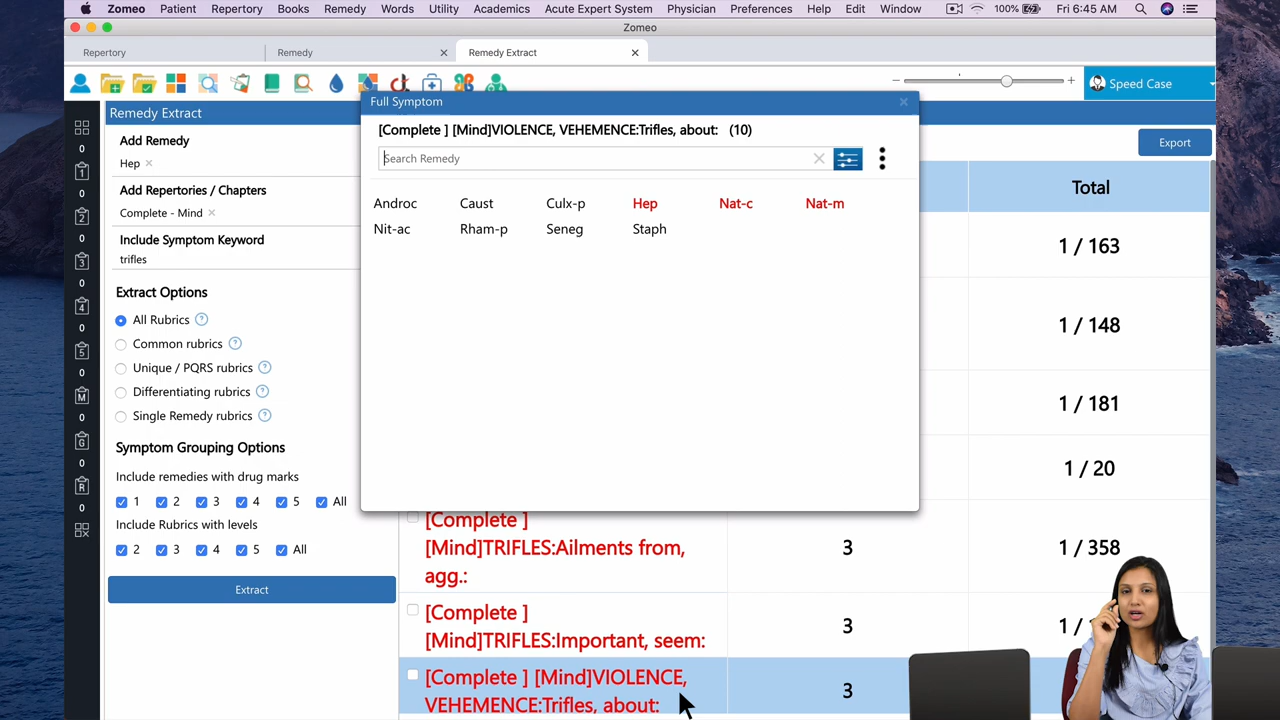 Zomeo Patient Repertory Books Remedy Words Utility Academics Acute Expert System Physician Preferences Help Edit Window 100% Fri 6:45 AM
Zomeo
Repertory Remedy Remedy Extract
Speed Case
Remedy Extract
Add Remedy
Hep
Add Repertories / Chapters
Complete - Mind
Include Symptom Keyword
trifles
Extract Options
All Rubrics ?
Common rubrics ?
Unique / PQRS rubrics ?
Differentiating rubrics ?
Single Remedy rubrics ?
Symptom Grouping Options
Include remedies with drug marks
1 2 3 4 5 All
Include Rubrics with levels
2 3 4 5 All
Extract
0
1
0
2
0
3
0
4
0
5
0
M
0
G
0
R
0
Full Symptom
[Complete ] [Mind]VIOLENCE, VEHEMENCE:Trifles, about: (10)
Search Remedy
Androc Caust Culx-p Hep Nat-c Nat-m
Nit-ac Rham-p Seneg Staph
Export
Total
1 / 163
1 / 148
1 / 181
1 / 20
[Complete ]
[Mind]TRIFLES:Ailments from, 3 1 / 358
agg.:
[Complete ]
[Mind]TRIFLES:Important, seem: 3 1 /
[Complete ] [Mind]VIOLENCE,
VEHEMENCE:Trifles, about: 3